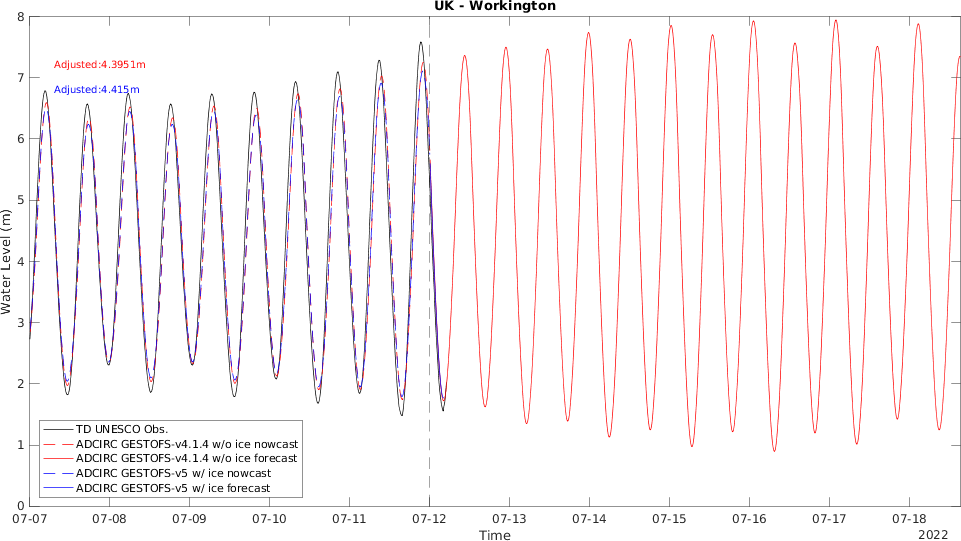 UK - Workington
Adjusted:4.3951m
Adjusted:4.415m
8
7
6
5
4
3
2
1
0
Water Level (m)
TD UNESCO Obs.
ADCIRC GESTOFS-v4.1.4 w/o ice nowcast
ADCIRC GESTOFS-v4.1.4 w/o ice forecast
ADCIRC GESTOFS-v5 w/ ice nowcast
ADCIRC GESTOFS-v5 w/ ice forecast
07-07 07-08 07-09 07-10 07-11 07-12 07-13 07-14 07-15 07-16 07-17 07-18
Time
2022